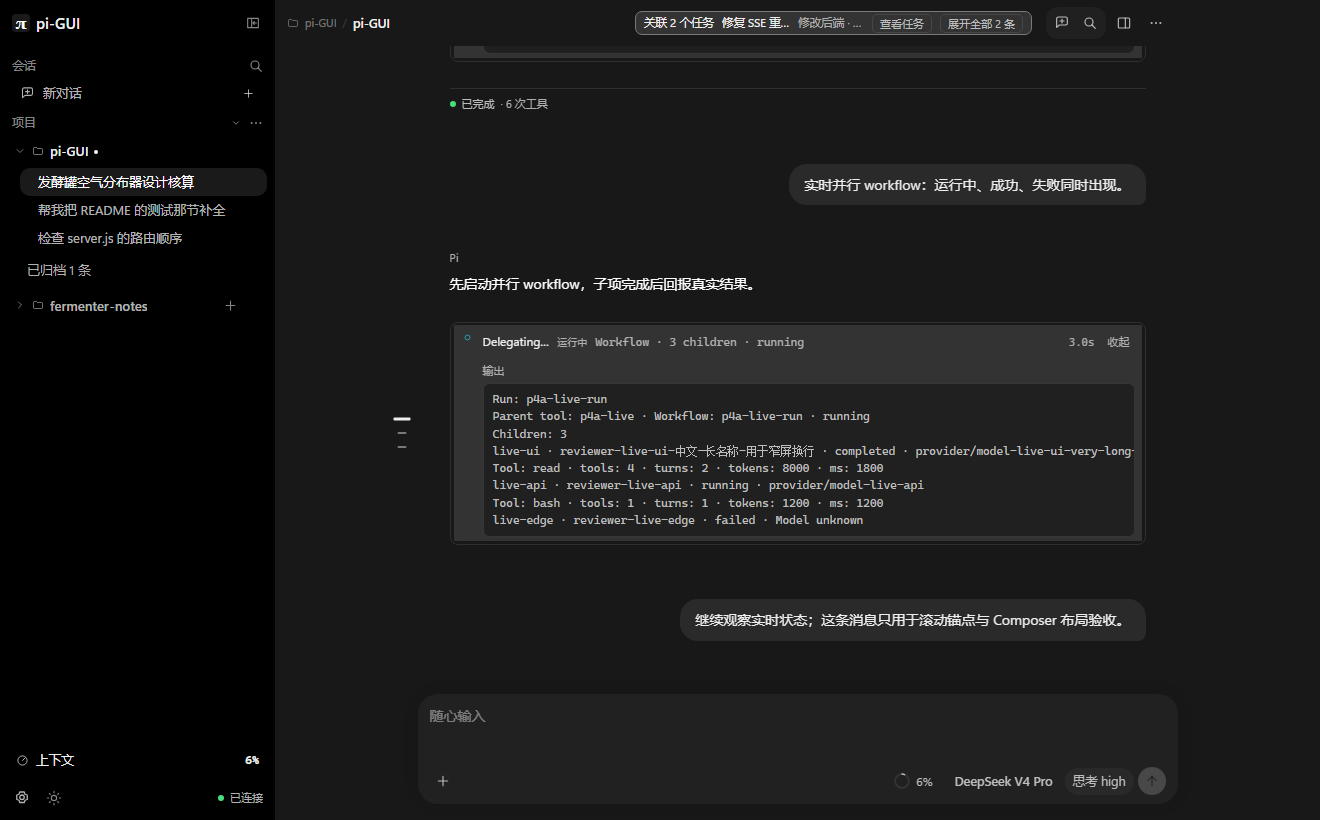 π pi-GUI
会话
新对话
项目
pi-GUI
发酵罐空气分布器设计核算
帮我把 README 的测试那节补全
检查 server.js 的路由顺序
已归档 1 条
fermenter-notes
上下文 6%
已连接
pi-GUI / pi-GUI
关联 2 个任务 修复 SSE 重... 修改后端 · ... 查看任务 展开全部 2 条
已完成 · 6 次工具
实时并行 workflow：运行中、成功、失败同时出现。
Pi
先启动并行 workflow，子项完成后回报真实结果。
Delegating... 运行中 Workflow · 3 children · running 3.0s 收起
输出
Run: p4a-live-run
Parent tool: p4a-live · Workflow: p4a-live-run · running
Children: 3
live-ui · reviewer-live-ui-中文-长名称-用于窄屏换行 · completed · provider/model-live-ui-very-long-
Tool: read · tools: 4 · turns: 2 · tokens: 8000 · ms: 1800
live-api · reviewer-live-api · running · provider/model-live-api
Tool: bash · tools: 1 · turns: 1 · tokens: 1200 · ms: 1200
live-edge · reviewer-live-edge · failed · Model unknown
继续观察实时状态；这条消息只用于滚动锚点与 Composer 布局验收。
随心输入
6% DeepSeek V4 Pro 思考 high